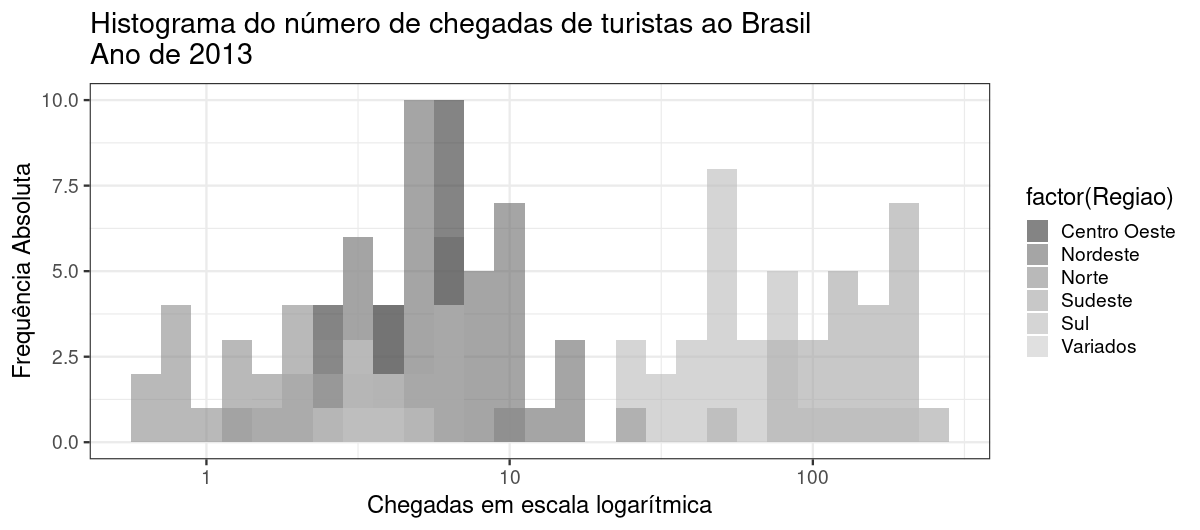 Histograma do número de chegadas de turistas ao Brasil
Ano de 2013
Frequência Absoluta
10.0
7.5
5.0
2.5
0.0
1
10
100
Chegadas em escala logarítmica
factor(Regiao)
Centro Oeste
Nordeste
Norte
Sudeste
Sul
Variados